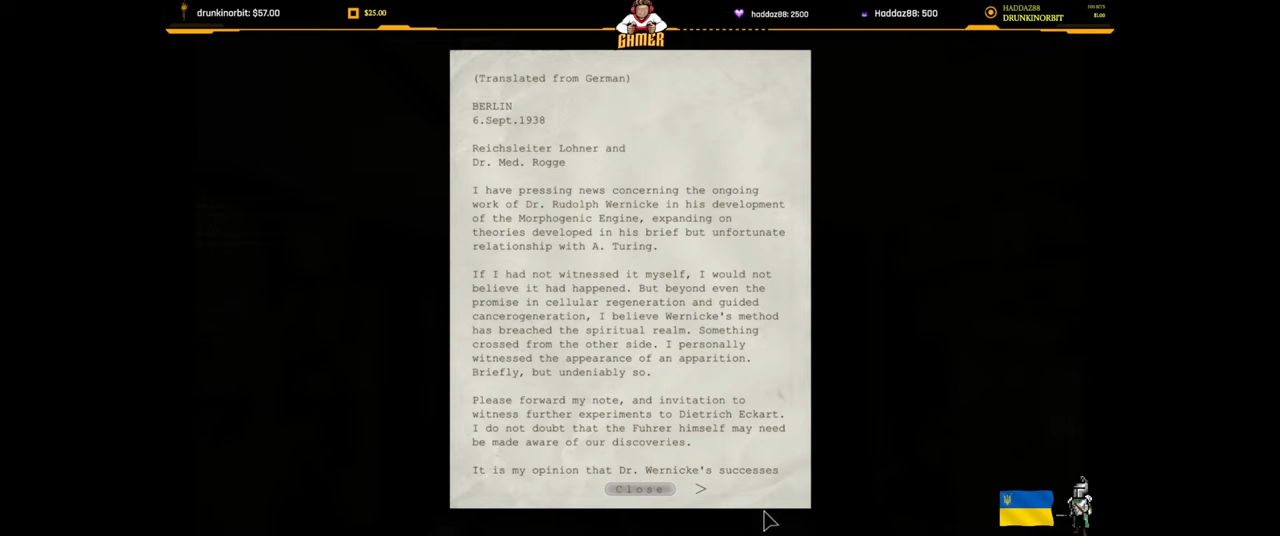 drunkinorbit: $57.00
$25.00
GAMER
haddaz88: 2500
Haddaz88: 500
HADDAZ88
DRUNKINORBIT
500 BITS
$1.00
(Translated from German)
BERLIN
6.Sept.1938
Reichsleiter Lohner and
Dr. Med. Rogge
I have pressing news concerning the ongoing
work of Dr. Rudolph Wernicke in his development
of the Morphogenic Engine, expanding on
theories developed in his brief but unfortunate
relationship with A. Turing.
If I had not witnessed it myself, I would not
believe it had happened. But beyond even the
promise in cellular regeneration and guided
cancerogeneration, I believe Wernicke's method
has breached the spiritual realm. Something
crossed from the other side. I personally
witnessed the appearance of an apparition.
Briefly, but undeniably so.
Please forward my note, and invitation to
witness further experiments to Dietrich Eckart.
I do not doubt that the Fuhrer himself may need
be made aware of our discoveries.
It is my opinion that Dr. Wernicke's successes
Close >